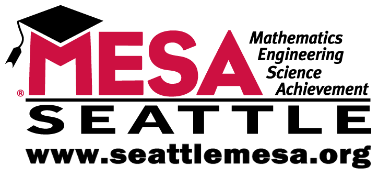 MESA
Mathematics
Engineering
Science
Achievement
®
SEATTLE
www.seattlemesa.org